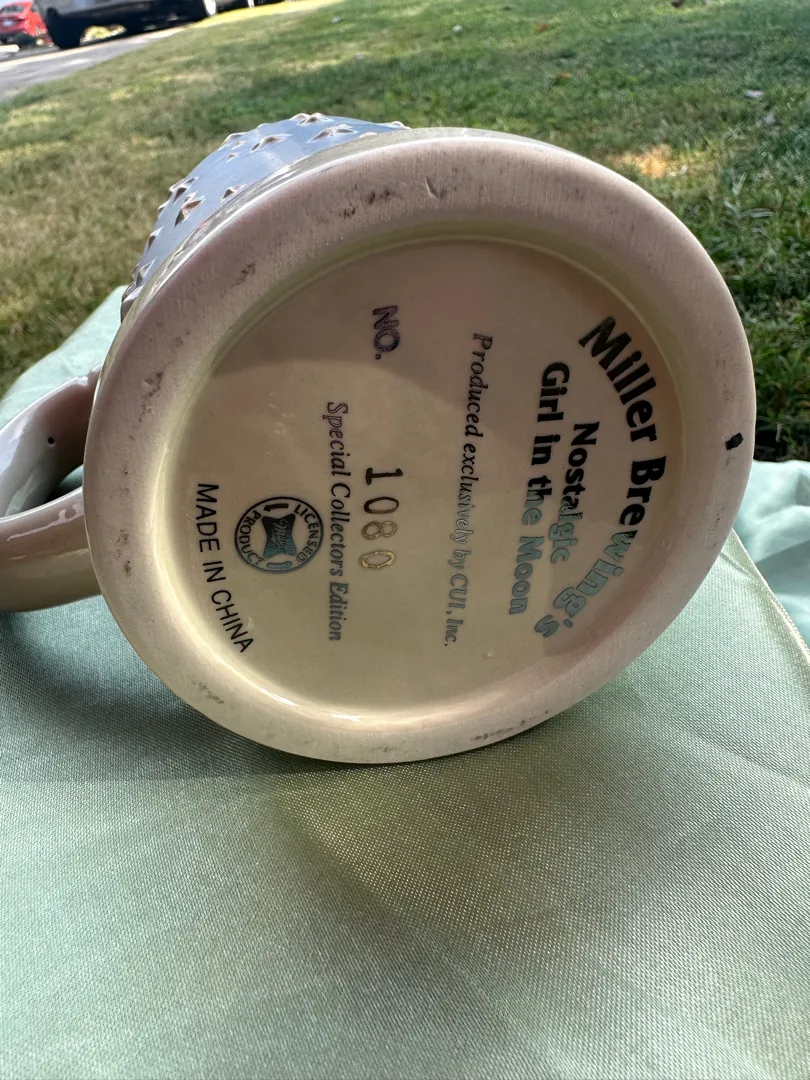 Miller Brewing's
Nostalgic
Girl in the Moon
Produced exclusively by CUI, Inc.
NO. 1080
Special Collectors Edition
LICENSED
Miller
PRODUCT
MADE IN CHINA